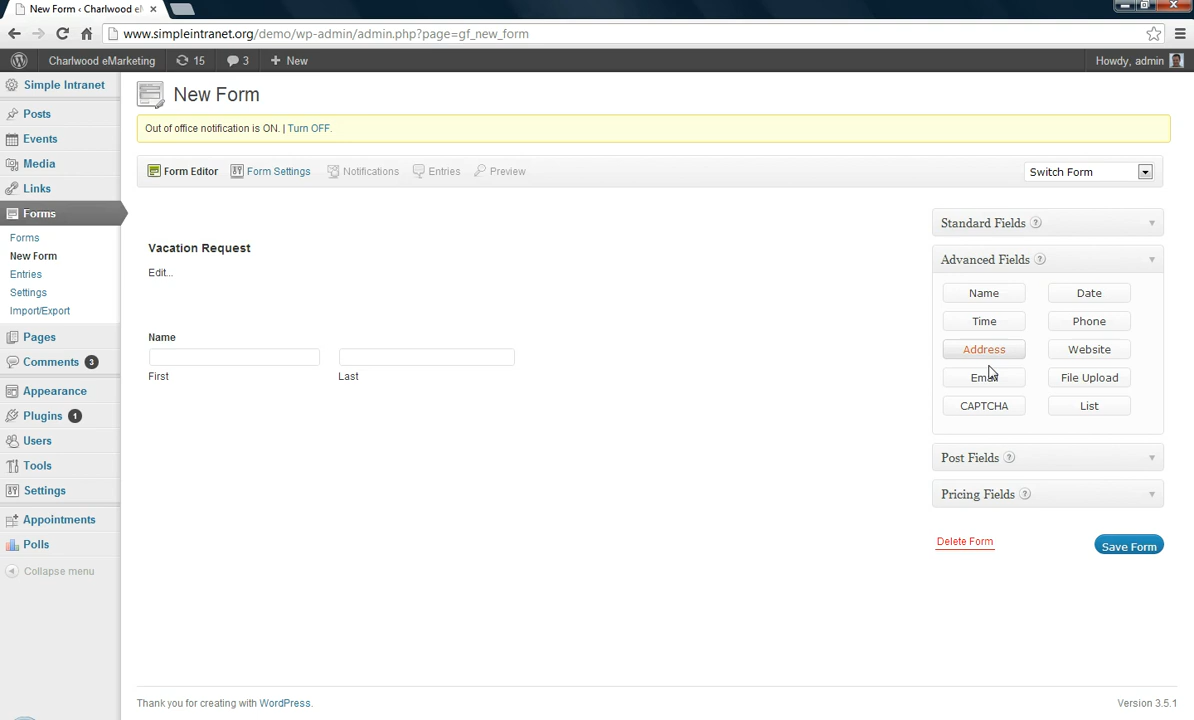 New Form ‹ Charlwood eM
www.simpleintranet.org/demo/wp-admin/admin.php?page=gf_new_form
Charlwood eMarketing 15 3 + New Howdy, admin
Simple Intranet
Posts
Events
Media
Links
Forms
Forms
New Form
Entries
Settings
Import/Export
Pages
Comments 3
Appearance
Plugins 1
Users
Tools
Settings
Appointments
Polls
Collapse menu
New Form
Out of office notification is ON. | Turn OFF.
Form Editor Form Settings Notifications Entries Preview Switch Form
Vacation Request
Edit...
Name
First Last
Standard Fields ?
Advanced Fields ?
Name Date
Time Phone
Address Website
Email File Upload
CAPTCHA List
Post Fields ?
Pricing Fields ?
Delete Form Save Form
Thank you for creating with WordPress. Version 3.5.1